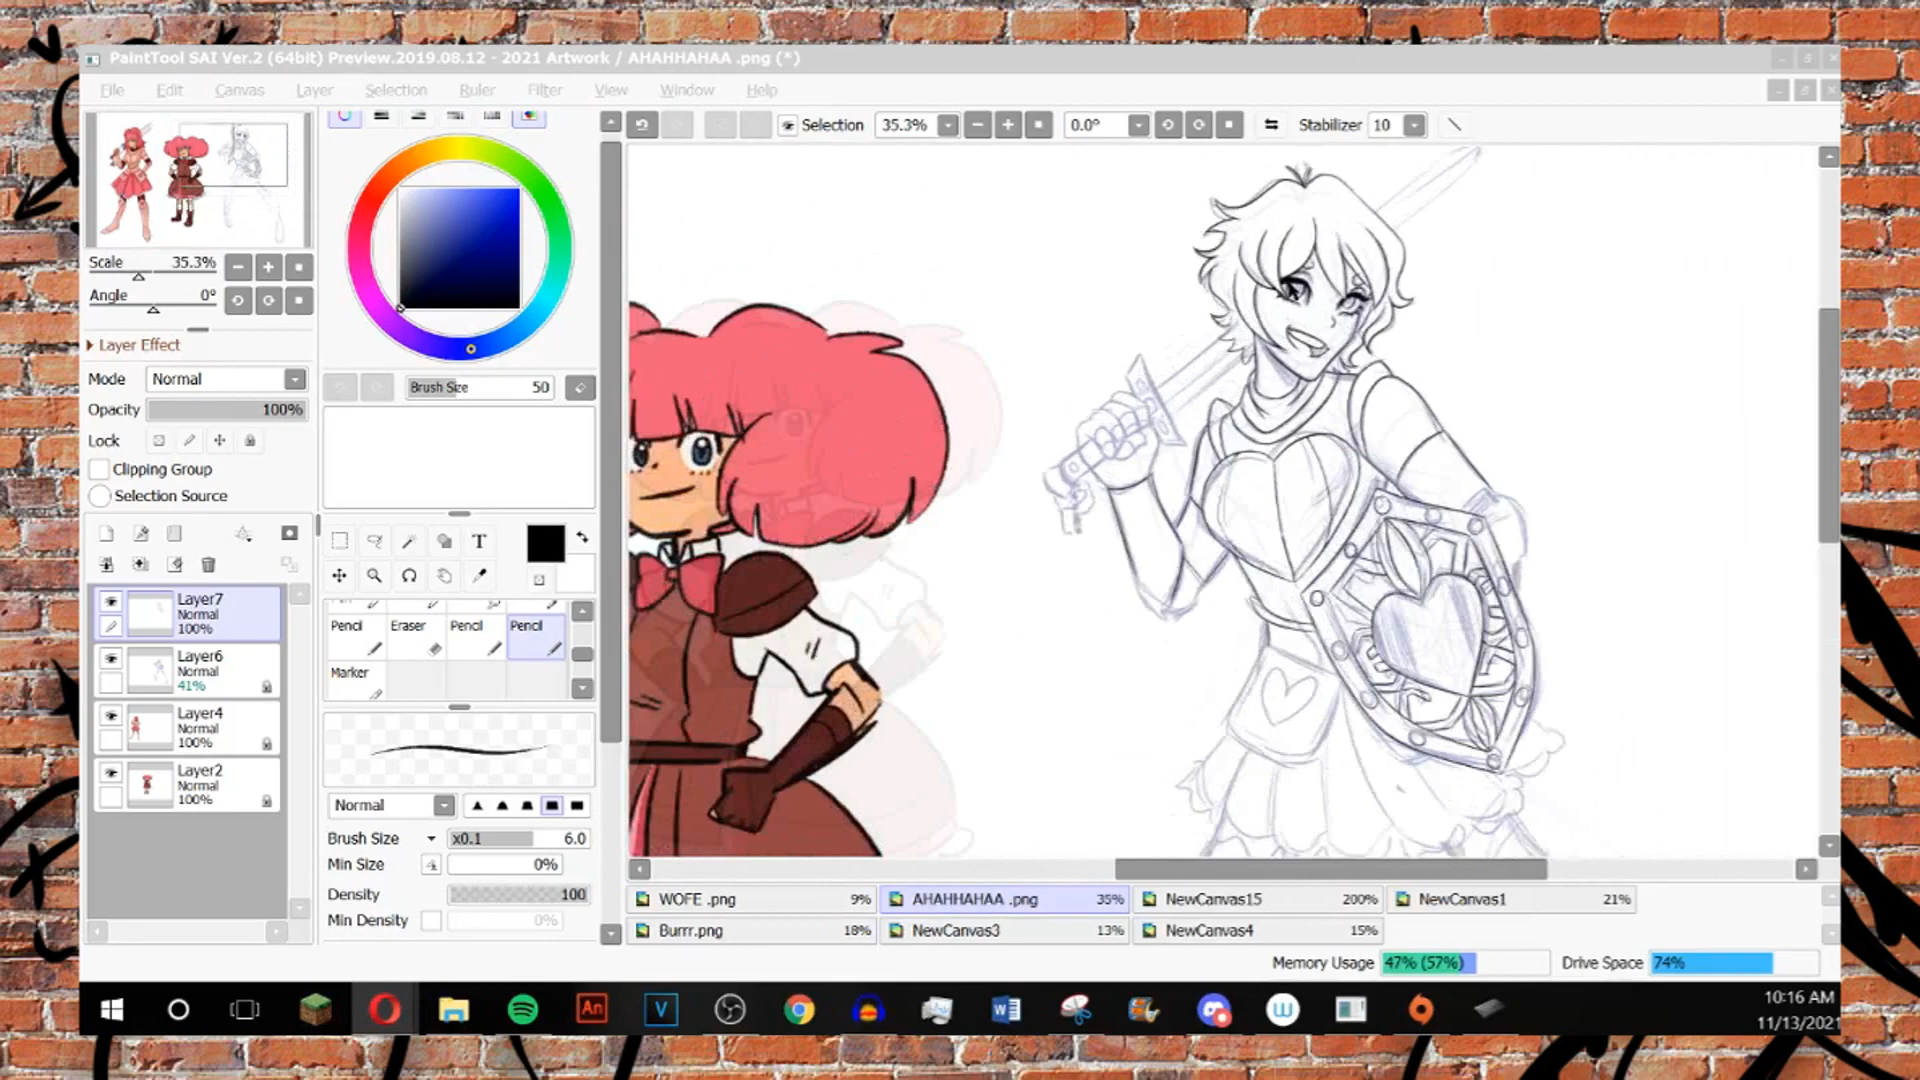 PaintTool SAI Ver.2 (64bit) Preview.2019.08.12 - 2021 Artwork / AHAHHAHAA .png (*)
File Edit Canvas Layer Selection Ruler Filter View Window Help
Selection 35.3% 0.0° Stabilizer 10
Scale 35.3%
Angle 0°
Layer Effect
Mode Normal
Opacity 100%
Lock
Clipping Group
Selection Source
Layer7
Normal
100%
Layer6
Normal
41%
Layer4
Normal
100%
Layer2
Normal
100%
Brush Size 50
T
Pencil Eraser Pencil Pencil
Marker
Normal
Brush Size x0.1 6.0
Min Size 0%
Density 100
Min Density 0%
WOFE .png 9% AHAHHAHAA .png 35% NewCanvas15 200% NewCanvas1 21%
Burrr.png 18% NewCanvas3 13% NewCanvas4 15%
Memory Usage 47% (57%) Drive Space 74%
An V W W
10:16 AM
11/13/2021